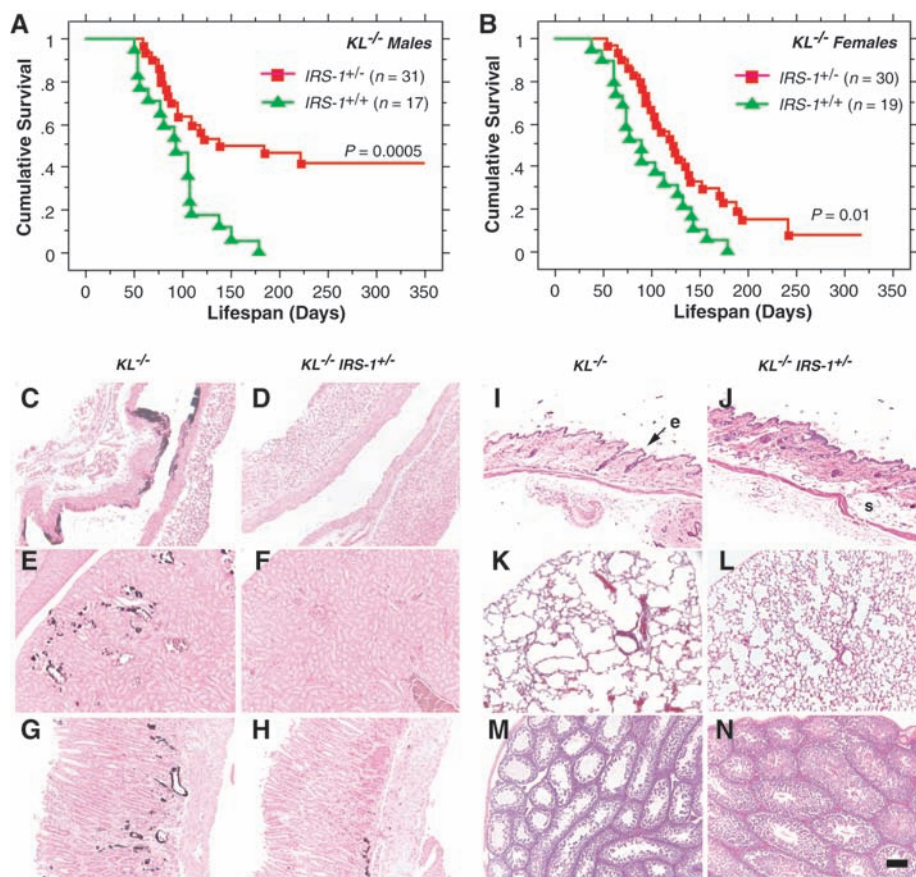 A
KL-/- Males
IRS-1+/- (n = 31)
IRS-1+/+ (n = 17)
P = 0.0005
Cumulative Survival
1
.8
.6
.4
.2
0
0 50 100 150 200 250 300 350
Lifespan (Days)
B
KL-/- Females
IRS-1+/- (n = 30)
IRS-1+/+ (n = 19)
P = 0.01
Cumulative Survival
1
.8
.6
.4
.2
0
0 50 100 150 200 250 300 350
Lifespan (Days)
KL-/- KL-/- IRS-1+/- KL-/- KL-/- IRS-1+/-
C D I e J s
E F K L
G H M N